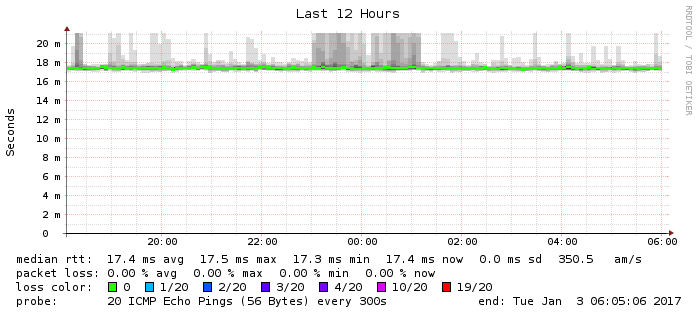 Last 12 Hours
RRDTOOL / TOBI OETIKER
Seconds
20 m
18 m
16 m
14 m
12 m
10 m
8 m
6 m
4 m
2 m
0
20:00 22:00 00:00 02:00 04:00 06:00
median rtt: 17.4 ms avg 17.5 ms max 17.3 ms min 17.4 ms now 0.0 ms sd 350.5 am/s
packet loss: 0.00 % avg 0.00 % max 0.00 % min 0.00 % now
loss color: 0 1/20 2/20 3/20 4/20 10/20 19/20
probe: 20 ICMP Echo Pings (56 Bytes) every 300s end: Tue Jan 3 06:05:06 2017